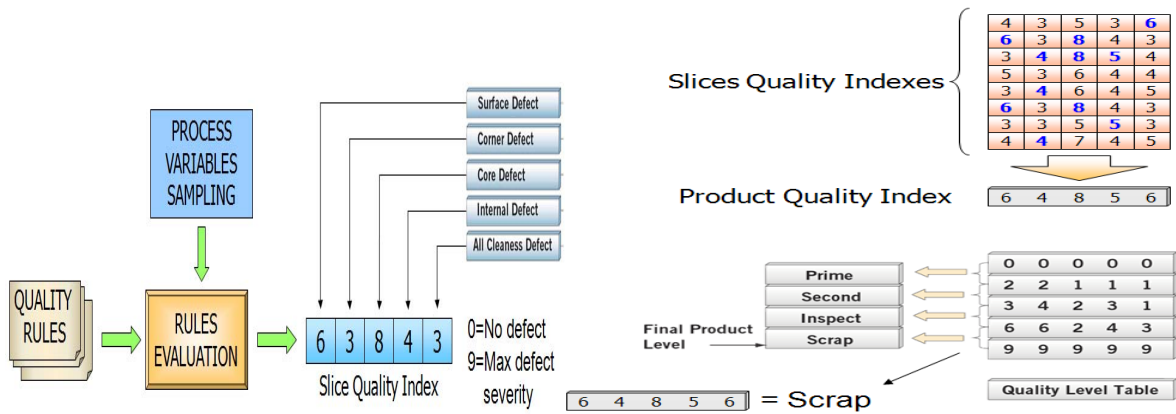 PROCESS
VARIABLES
SAMPLING
QUALITY
RULES
RULES
EVALUATION
Surface Defect
Corner Defect
Core Defect
Internal Defect
All Cleaness Defect
6 3 8 4 3
Slice Quality Index
0=No defect
9=Max defect
severity
Slices Quality Indexes
4 3 5 3 6
6 3 8 4 3
3 4 8 5 4
5 3 6 4 4
3 4 6 4 5
6 3 8 4 3
3 3 5 5 3
4 4 7 4 5
Product Quality Index
6 4 8 5 6
Prime
Second
Inspect
Scrap
Final Product
Level
0 0 0 0 0
2 2 1 1 1
3 4 2 3 1
6 6 2 4 3
9 9 9 9 9
Quality Level Table
6 4 8 5 6 = Scrap